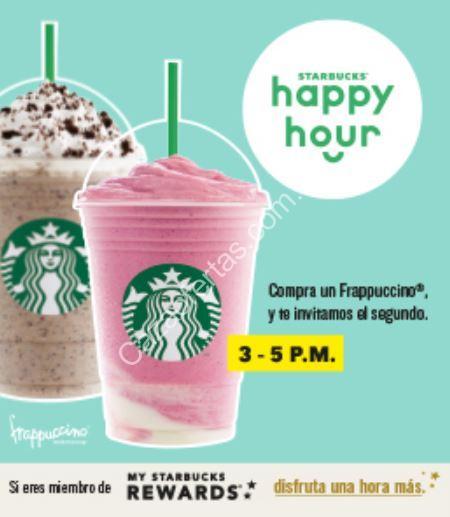 STARBUCKS®
happy
hour
Compra un Frappuccino®,
y te invitamos el segundo.
3 - 5 P.M.
frappuccino
Si eres miembro de MY STARBUCKS REWARDS® disfruta una hora más.